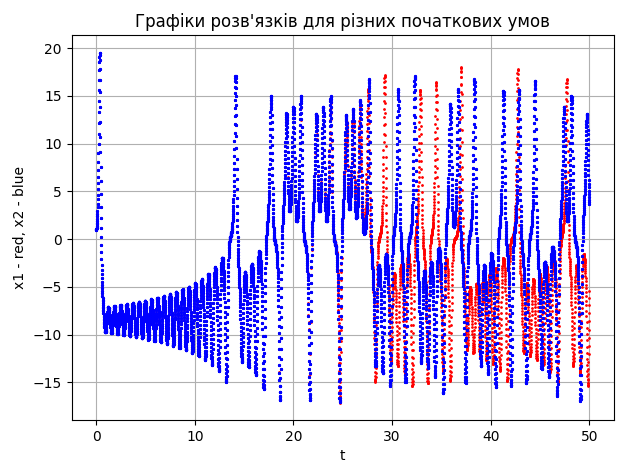 Графіки розв'язків для різних початкових умов
x1 - red, x2 - blue
20
15
10
5
0
−5
−10
−15
0 10 20 30 40 50
t